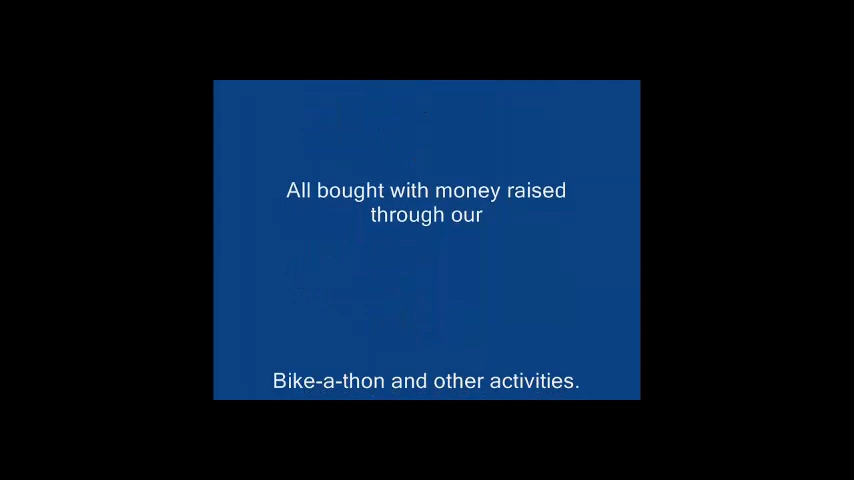 All bought with money raised
through our
Bike-a-thon and other activities.